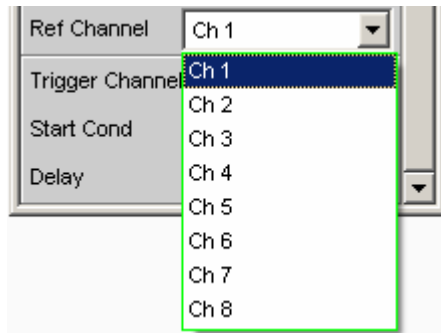 Ref Channel Ch 1
Trigger Channel Ch 1
Ch 2
Start Cond Ch 3
Delay Ch 4
Ch 5
Ch 6
Ch 7
Ch 8